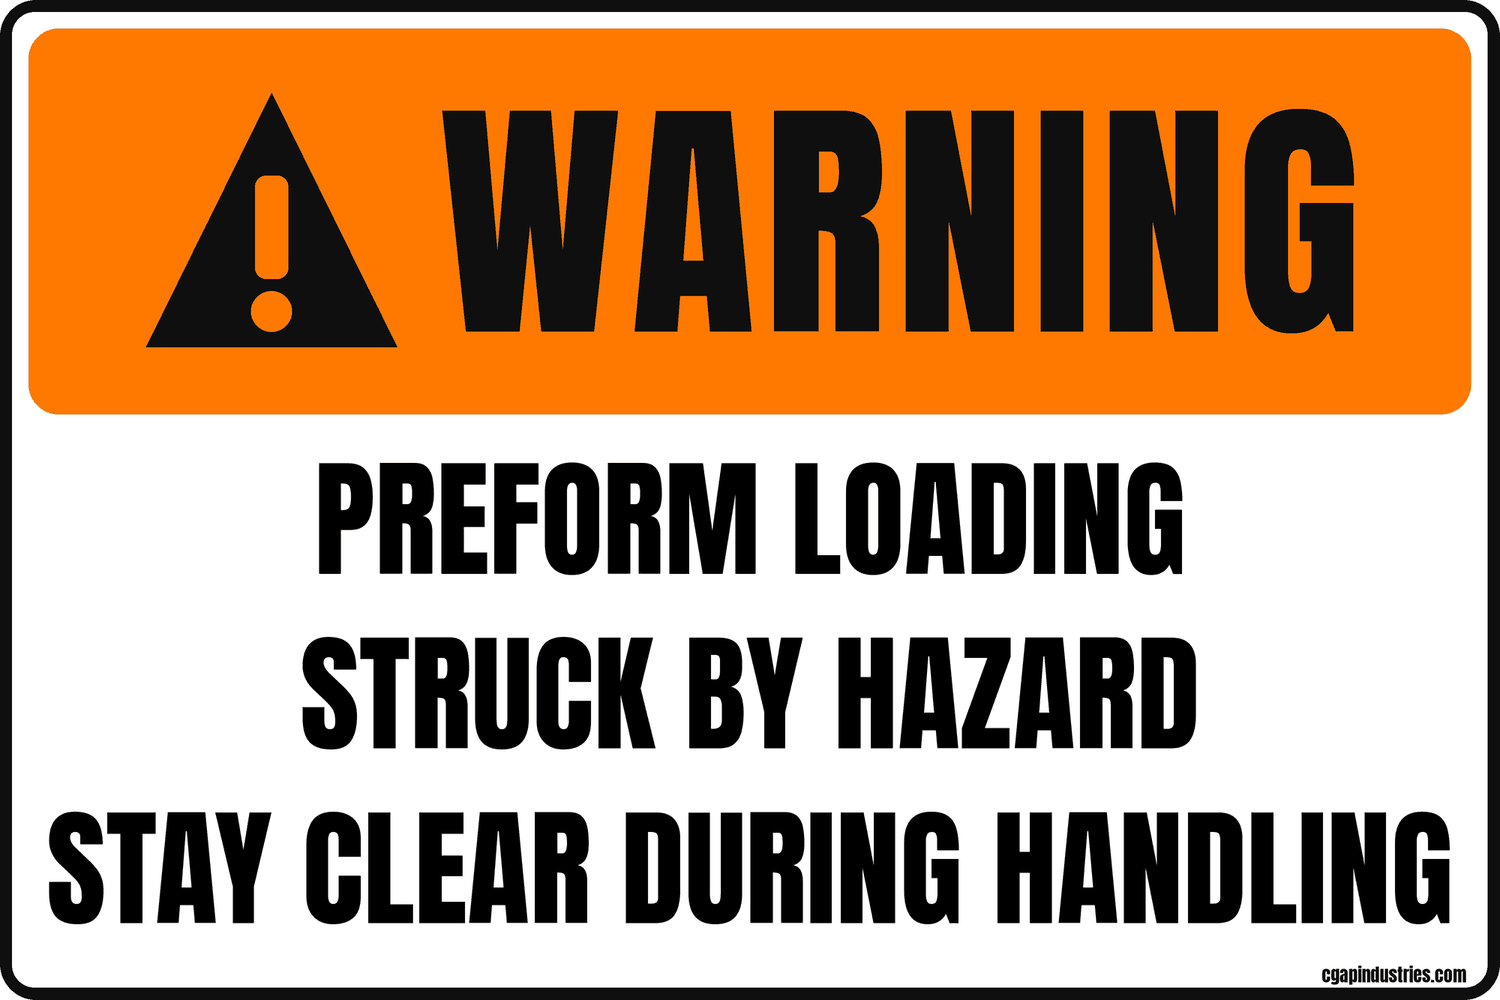 WARNING
PREFORM LOADING
STRUCK BY HAZARD
STAY CLEAR DURING HANDLING
cgapindustries.com